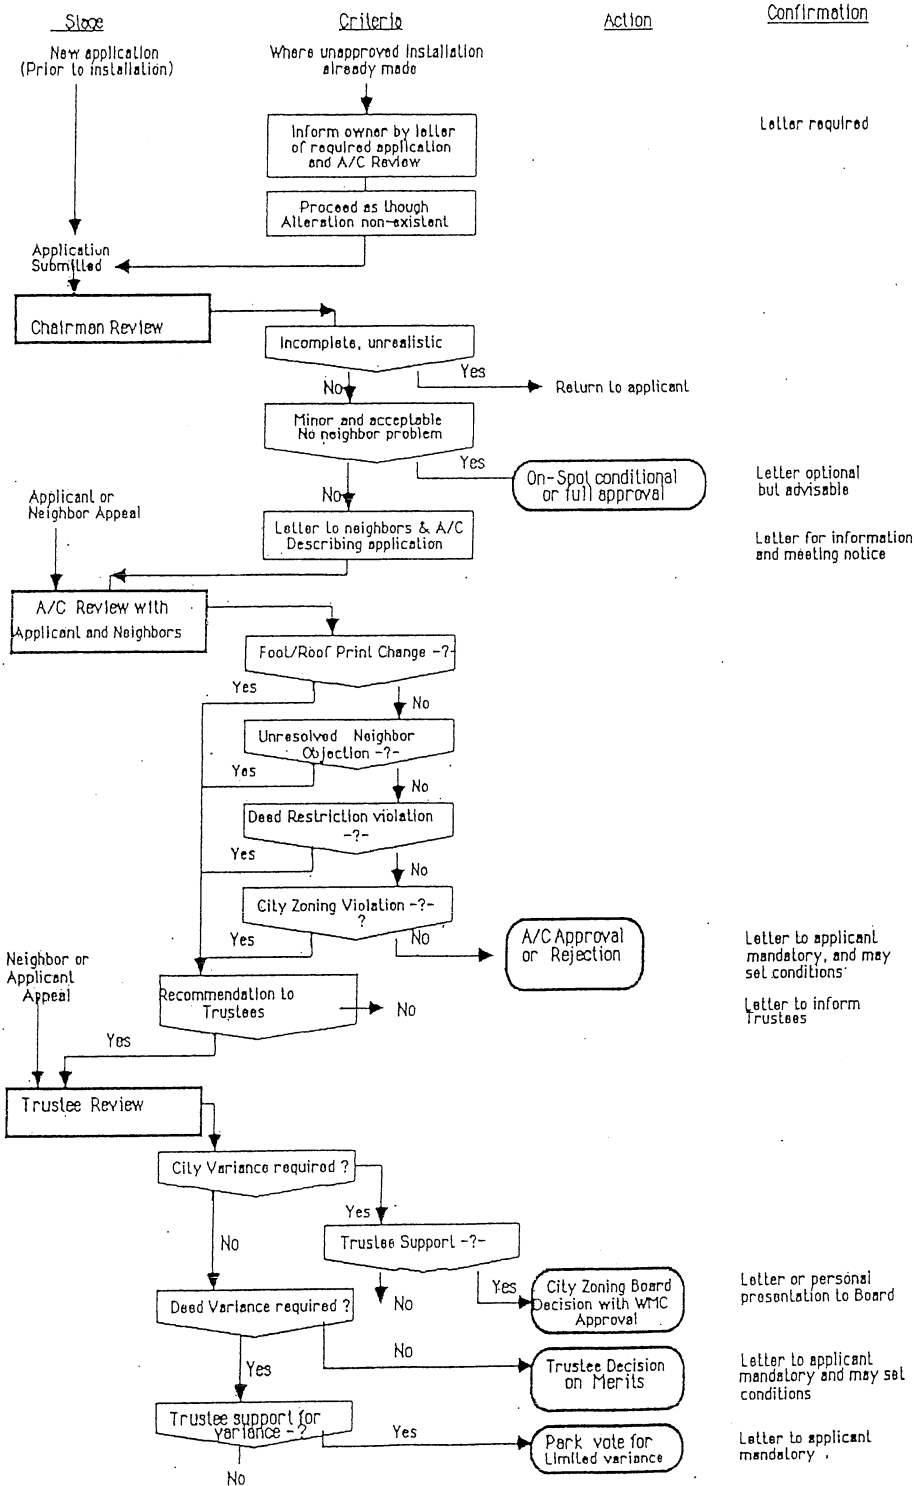 Stage
Criteria
Action
Confirmation
New application
(Prior to installation)
Where unapproved installation
already made
Inform owner by letter
of required application
and A/C Review
Letter required
Proceed as though
Alteration non-existent
Application
Submitted
Chairman Review
Incomplete, unrealistic
Yes
Return to applicant
No
Minor and acceptable
No neighbor problem
Yes
On-Spot conditional
or full approval
Letter optional
but advisable
No
Applicant or
Neighbor Appeal
Letter to neighbors & A/C
Describing application
Letter for information
and meeting notice
A/C Review with
Applicant and Neighbors
Foot/Roof Print Change -?-
Yes
No
Unresolved Neighbor
Objection -?-
Yes
No
Deed Restriction violation
-?-
Yes
No
City Zoning Violation -?-
?
Yes
No
A/C Approval
or Rejection
Letter to applicant
mandatory, and may
set conditions
Neighbor or
Applicant
Appeal
Recommendation to
Trustees
No
Letter to inform
Trustees
Yes
Trustee Review
City Variance required ?
Yes
No
Trustee Support -?-
Yes
No
City Zoning Board
Decision with WMC
Approval
Letter or personal
presentation to Board
Deed Variance required ?
No
Yes
Trustee Decision
on Merits
Letter to applicant
mandatory and may set
conditions
Trustee support for
variance -?
Yes
No
Park vote for
Limited variance
Letter to applicant
mandatory .